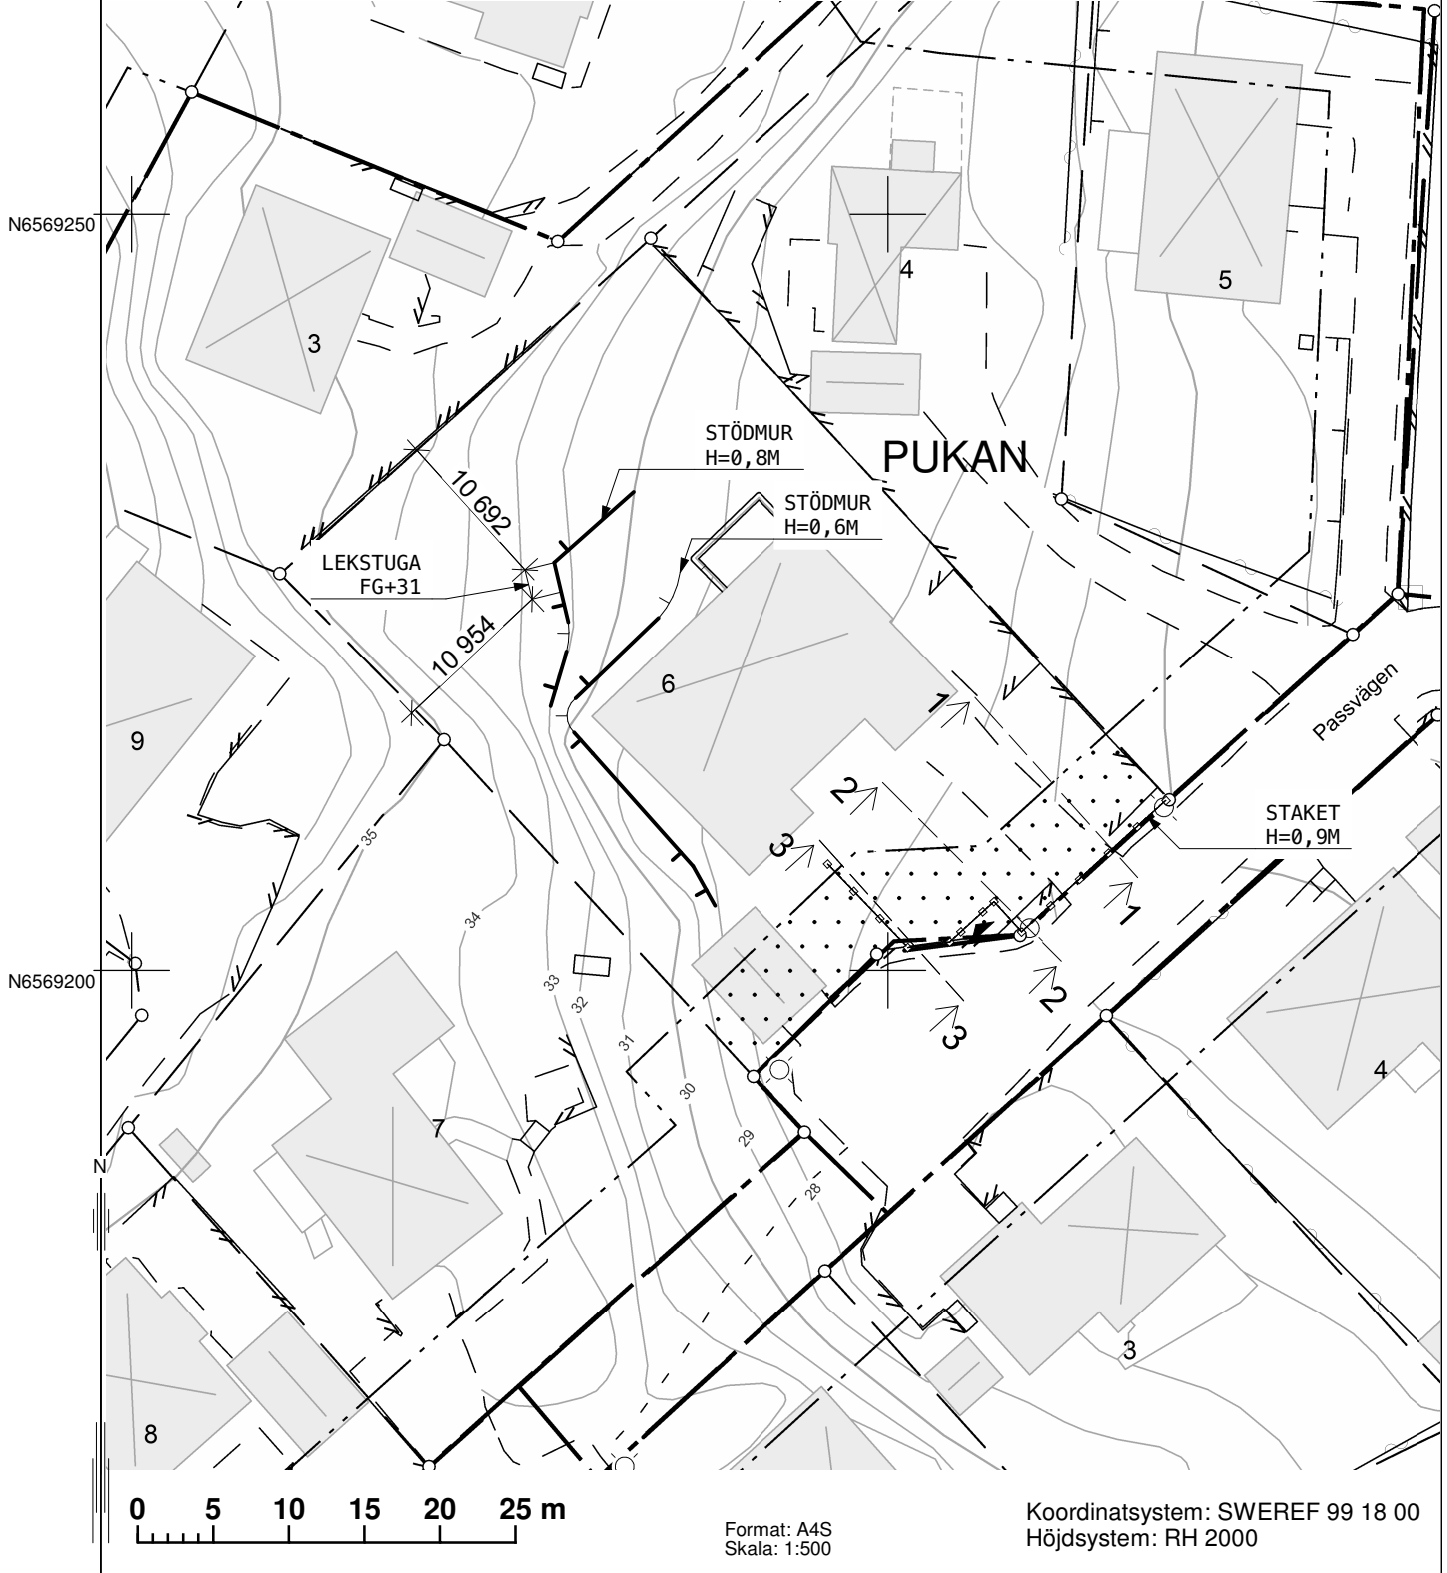 N6569250
4
5
3
STÖDMUR
H=0,8M
PUKAN
10 692
STÖDMUR
H=0,6M
LEKSTUGA
FG+31
10 954
6
9
1
Passvägen
2
STAKET
H=0,9M
3
35
1
34
N6569200
33
32
2
31
3
4
30
7
29
N
28
3
8
0 5 10 15 20 25 m
Format: A4S
Skala: 1:500
Koordinatsystem: SWEREF 99 18 00
Höjdsystem: RH 2000